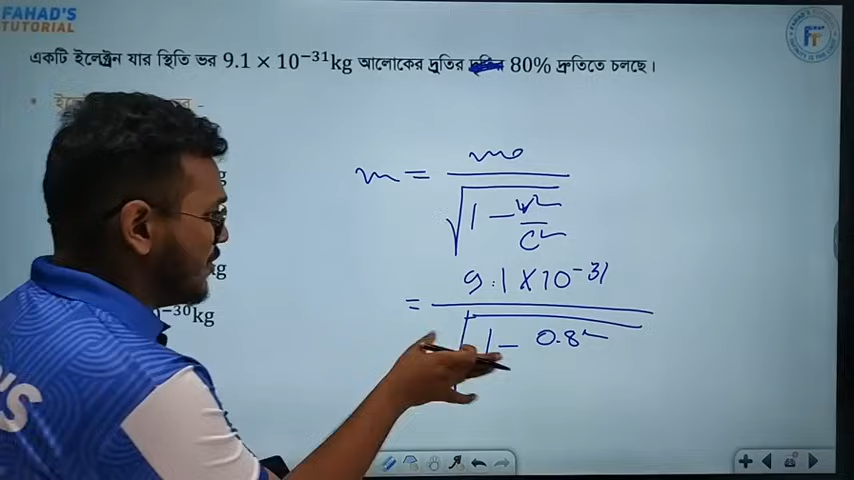 FAHAD'S
TUTORIAL
একটি ইলেক্ট্রন যার স্থিতি ভর 9.1 × 10⁻³¹kg আলোকের দ্রুতির 80% দ্রুতিতে চলছে।
m = m₀ / √(1 − v²/c²)
= 9.1 × 10⁻³¹ / √(1 − 0.8²)
g
kg
⁻³⁰kg